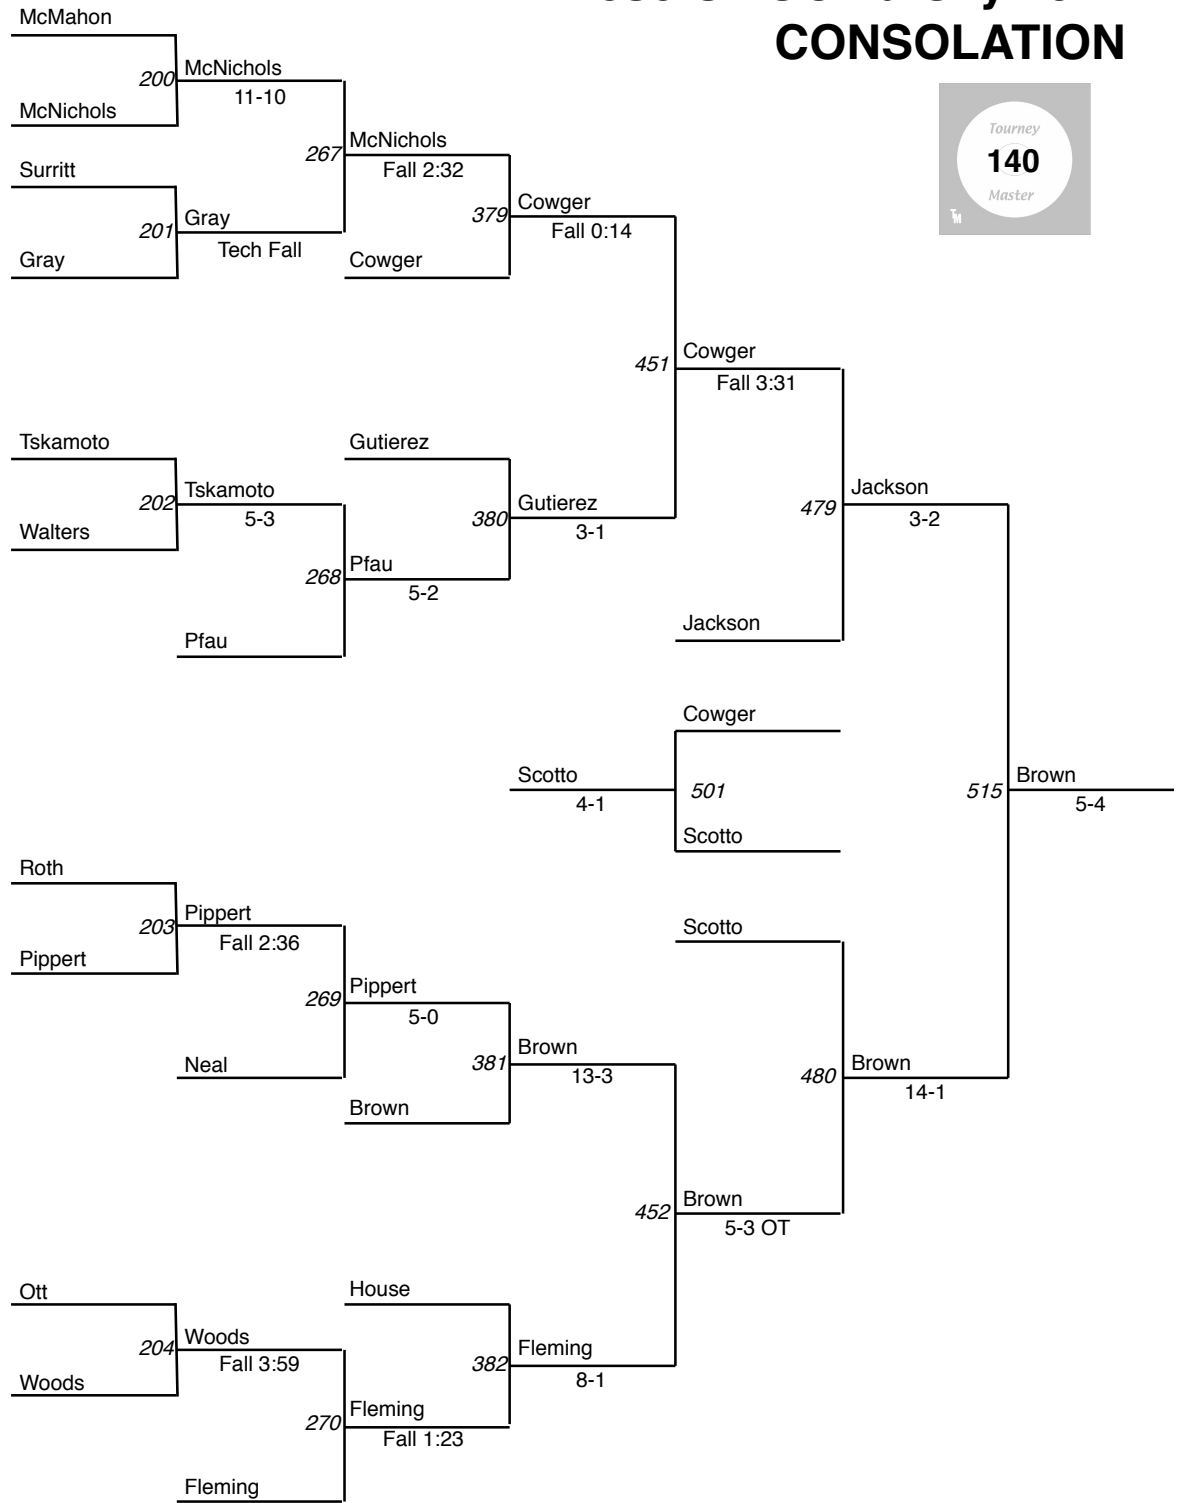 CONSOLATION
Tourney
140
Master
TM
McMahon
200
McNichols
11-10
McNichols
267
McNichols
Fall 2:32
Surritt
201
Gray
Tech Fall
Gray
379
Cowger
Fall 0:14
Cowger
451
Cowger
Fall 3:31
Tskamoto
202
Tskamoto
5-3
Walters
Gutierez
380
Gutierez
3-1
268
Pfau
5-2
Pfau
479
Jackson
3-2
Jackson
Cowger
Scotto
4-1
501
Scotto
515
Brown
5-4
Roth
203
Pippert
Fall 2:36
Pippert
269
Pippert
5-0
Neal
381
Brown
13-3
Brown
Scotto
480
Brown
14-1
452
Brown
5-3 OT
Ott
204
Woods
Fall 3:59
Woods
House
382
Fleming
8-1
270
Fleming
Fall 1:23
Fleming